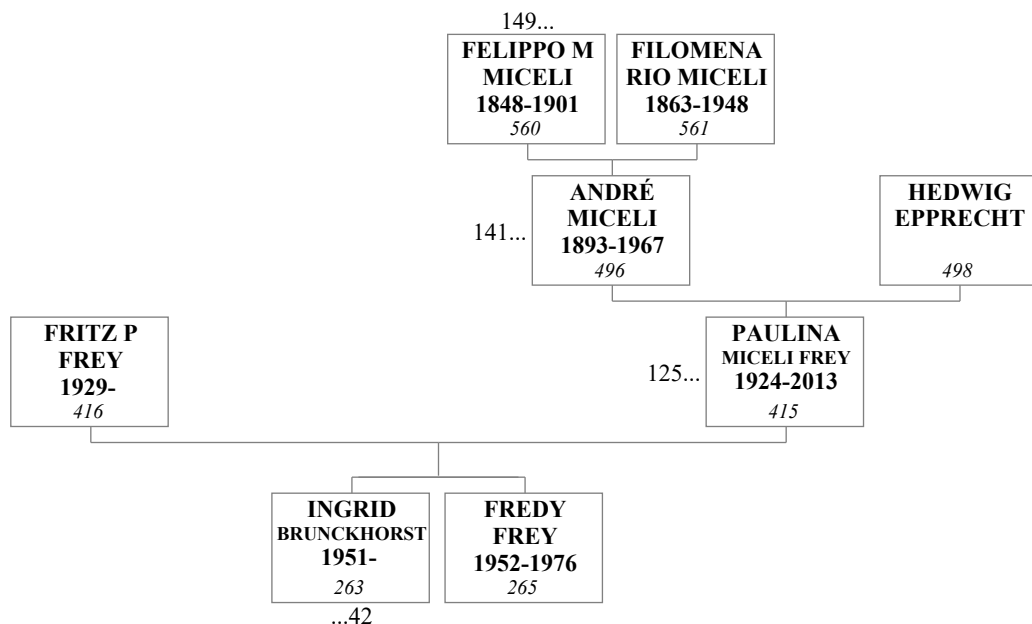 149...
FELIPPO M
MICELI
1848-1901
560
FILOMENA
RIO MICELI
1863-1948
561
141...
ANDRÉ
MICELI
1893-1967
496
HEDWIG
EPPRECHT
498
FRITZ P
FREY
1929-
416
125...
PAULINA
MICELI FREY
1924-2013
415
INGRID
BRUNCKHORST
1951-
263
FREDY
FREY
1952-1976
265
...42